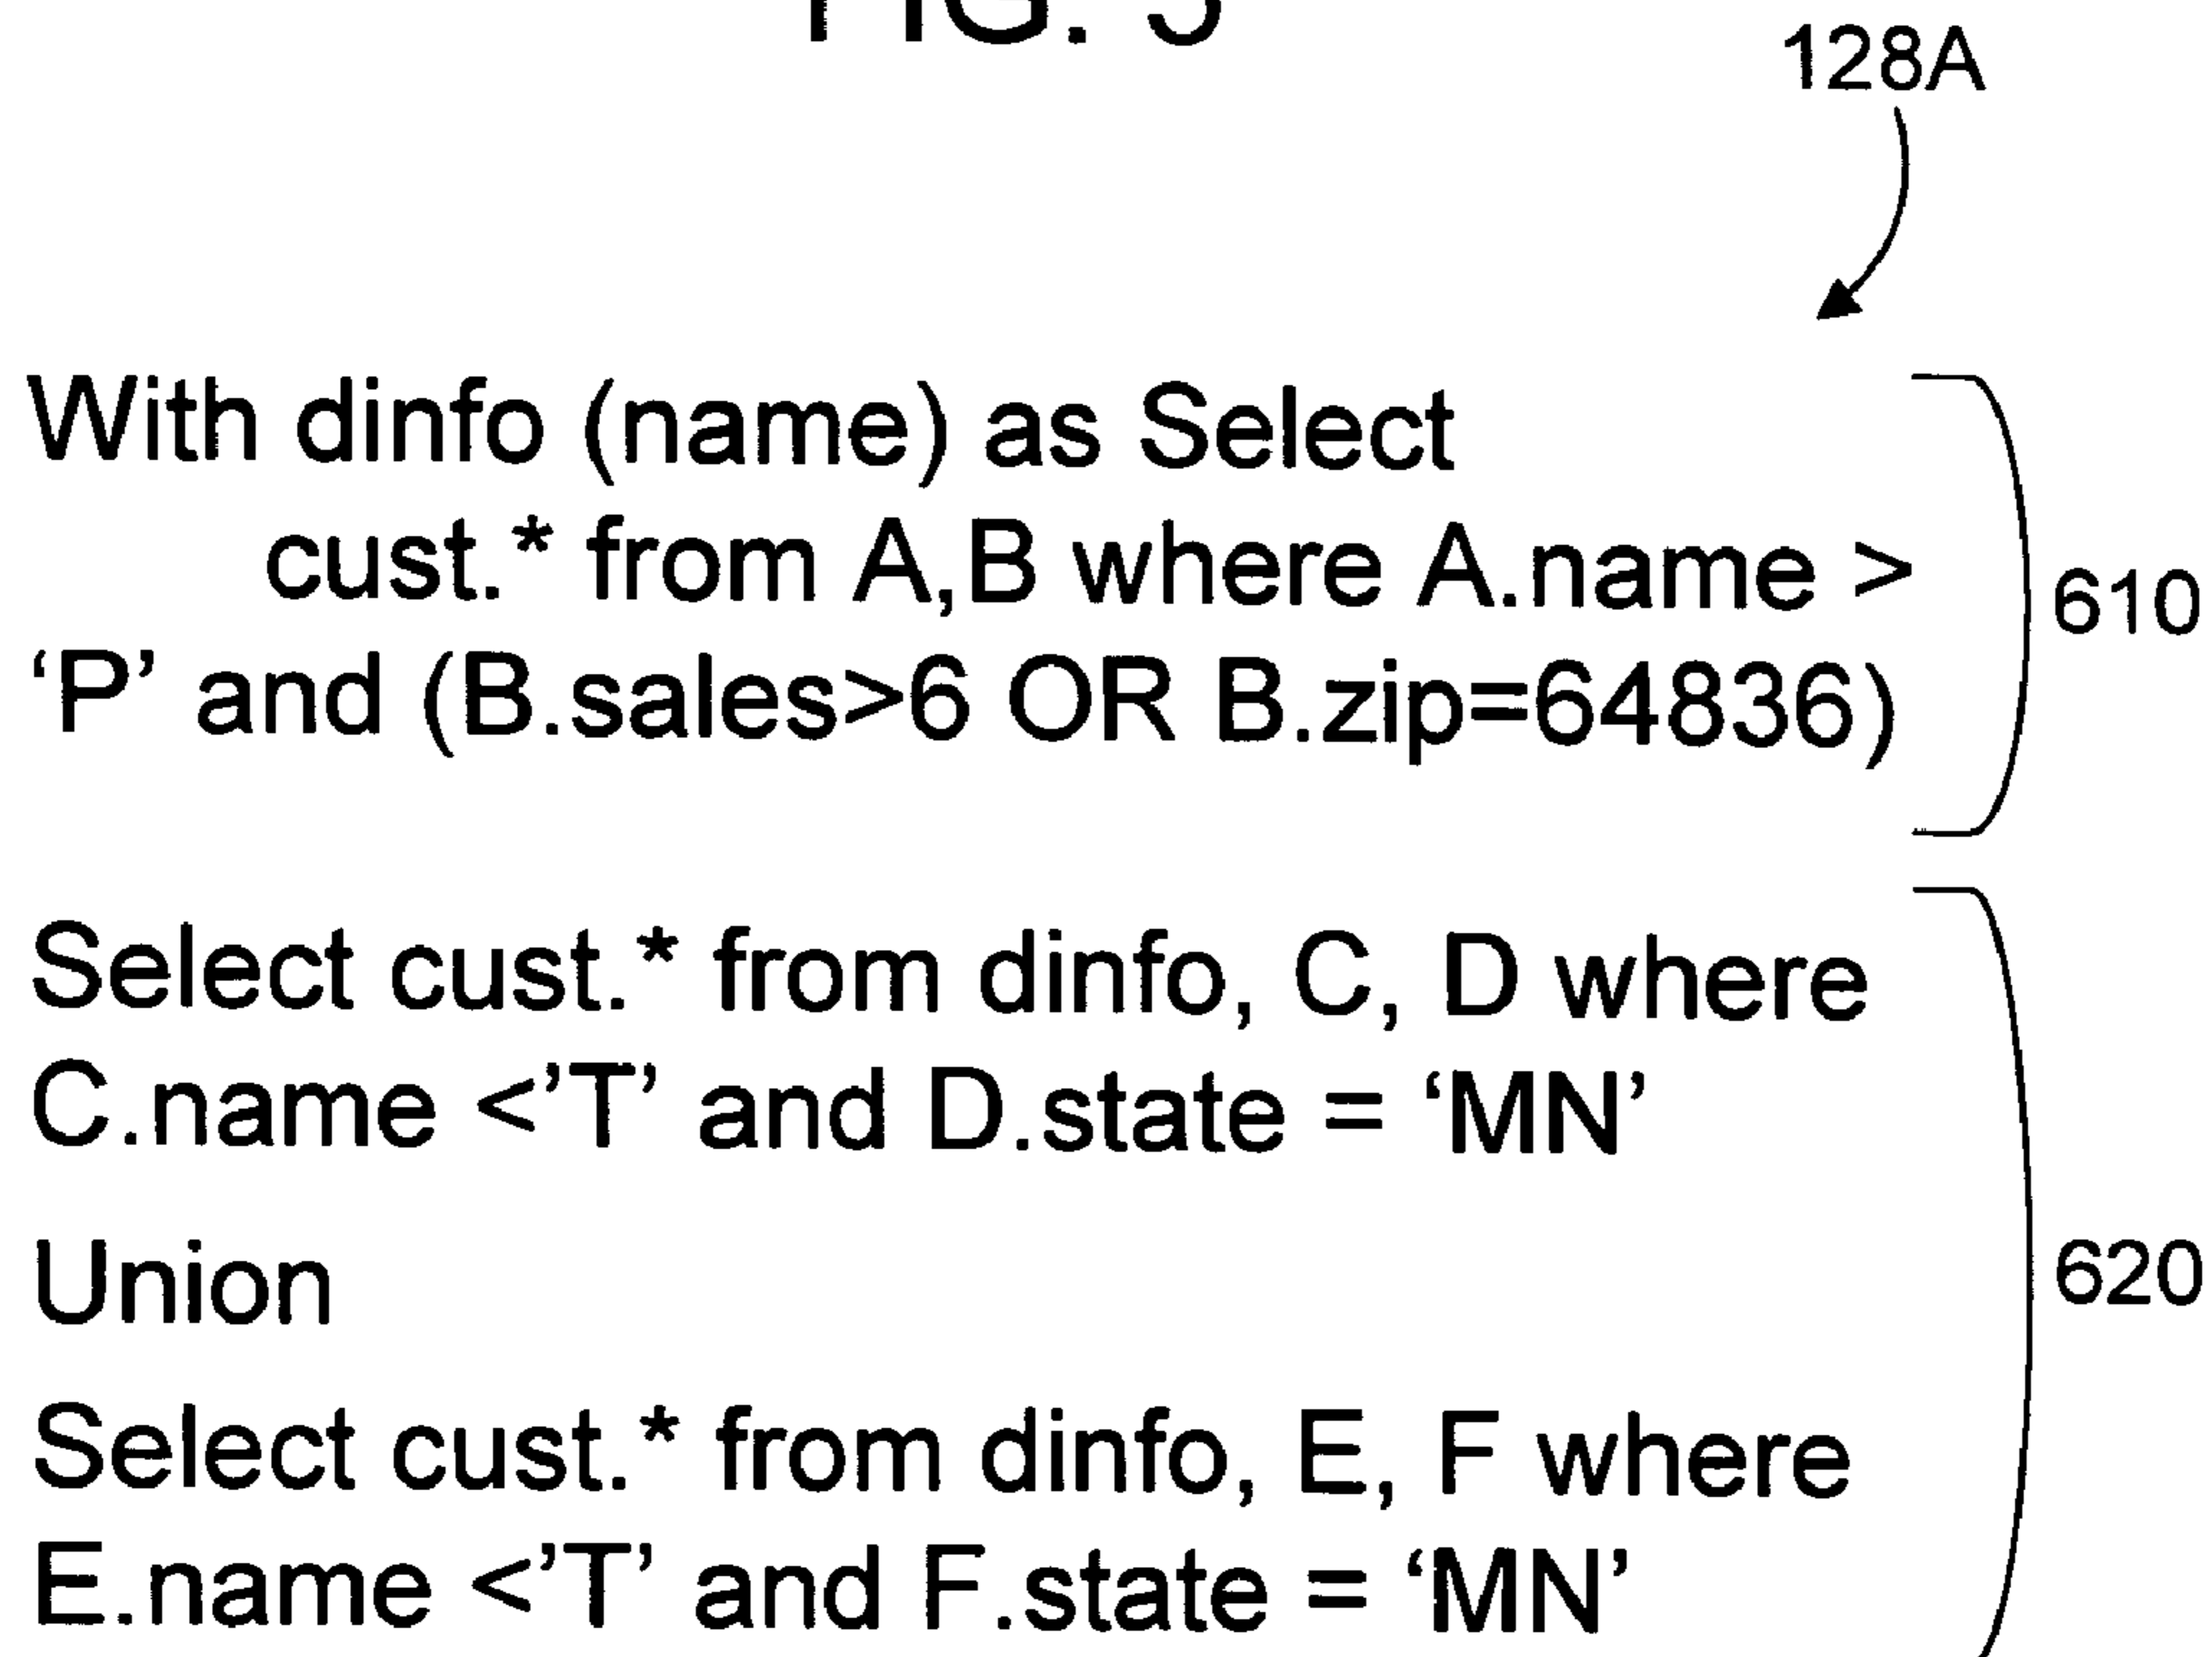 FIG. 5
128A
With dinfo (name) as Select
cust.* from A,B where A.name >
‘P’ and (B.sales>6 OR B.zip=64836)
610
Select cust.* from dinfo, C, D where
C.name <’T’ and D.state = ‘MN’
Union
620
Select cust.* from dinfo, E, F where
E.name <’T’ and F.state = ‘MN’